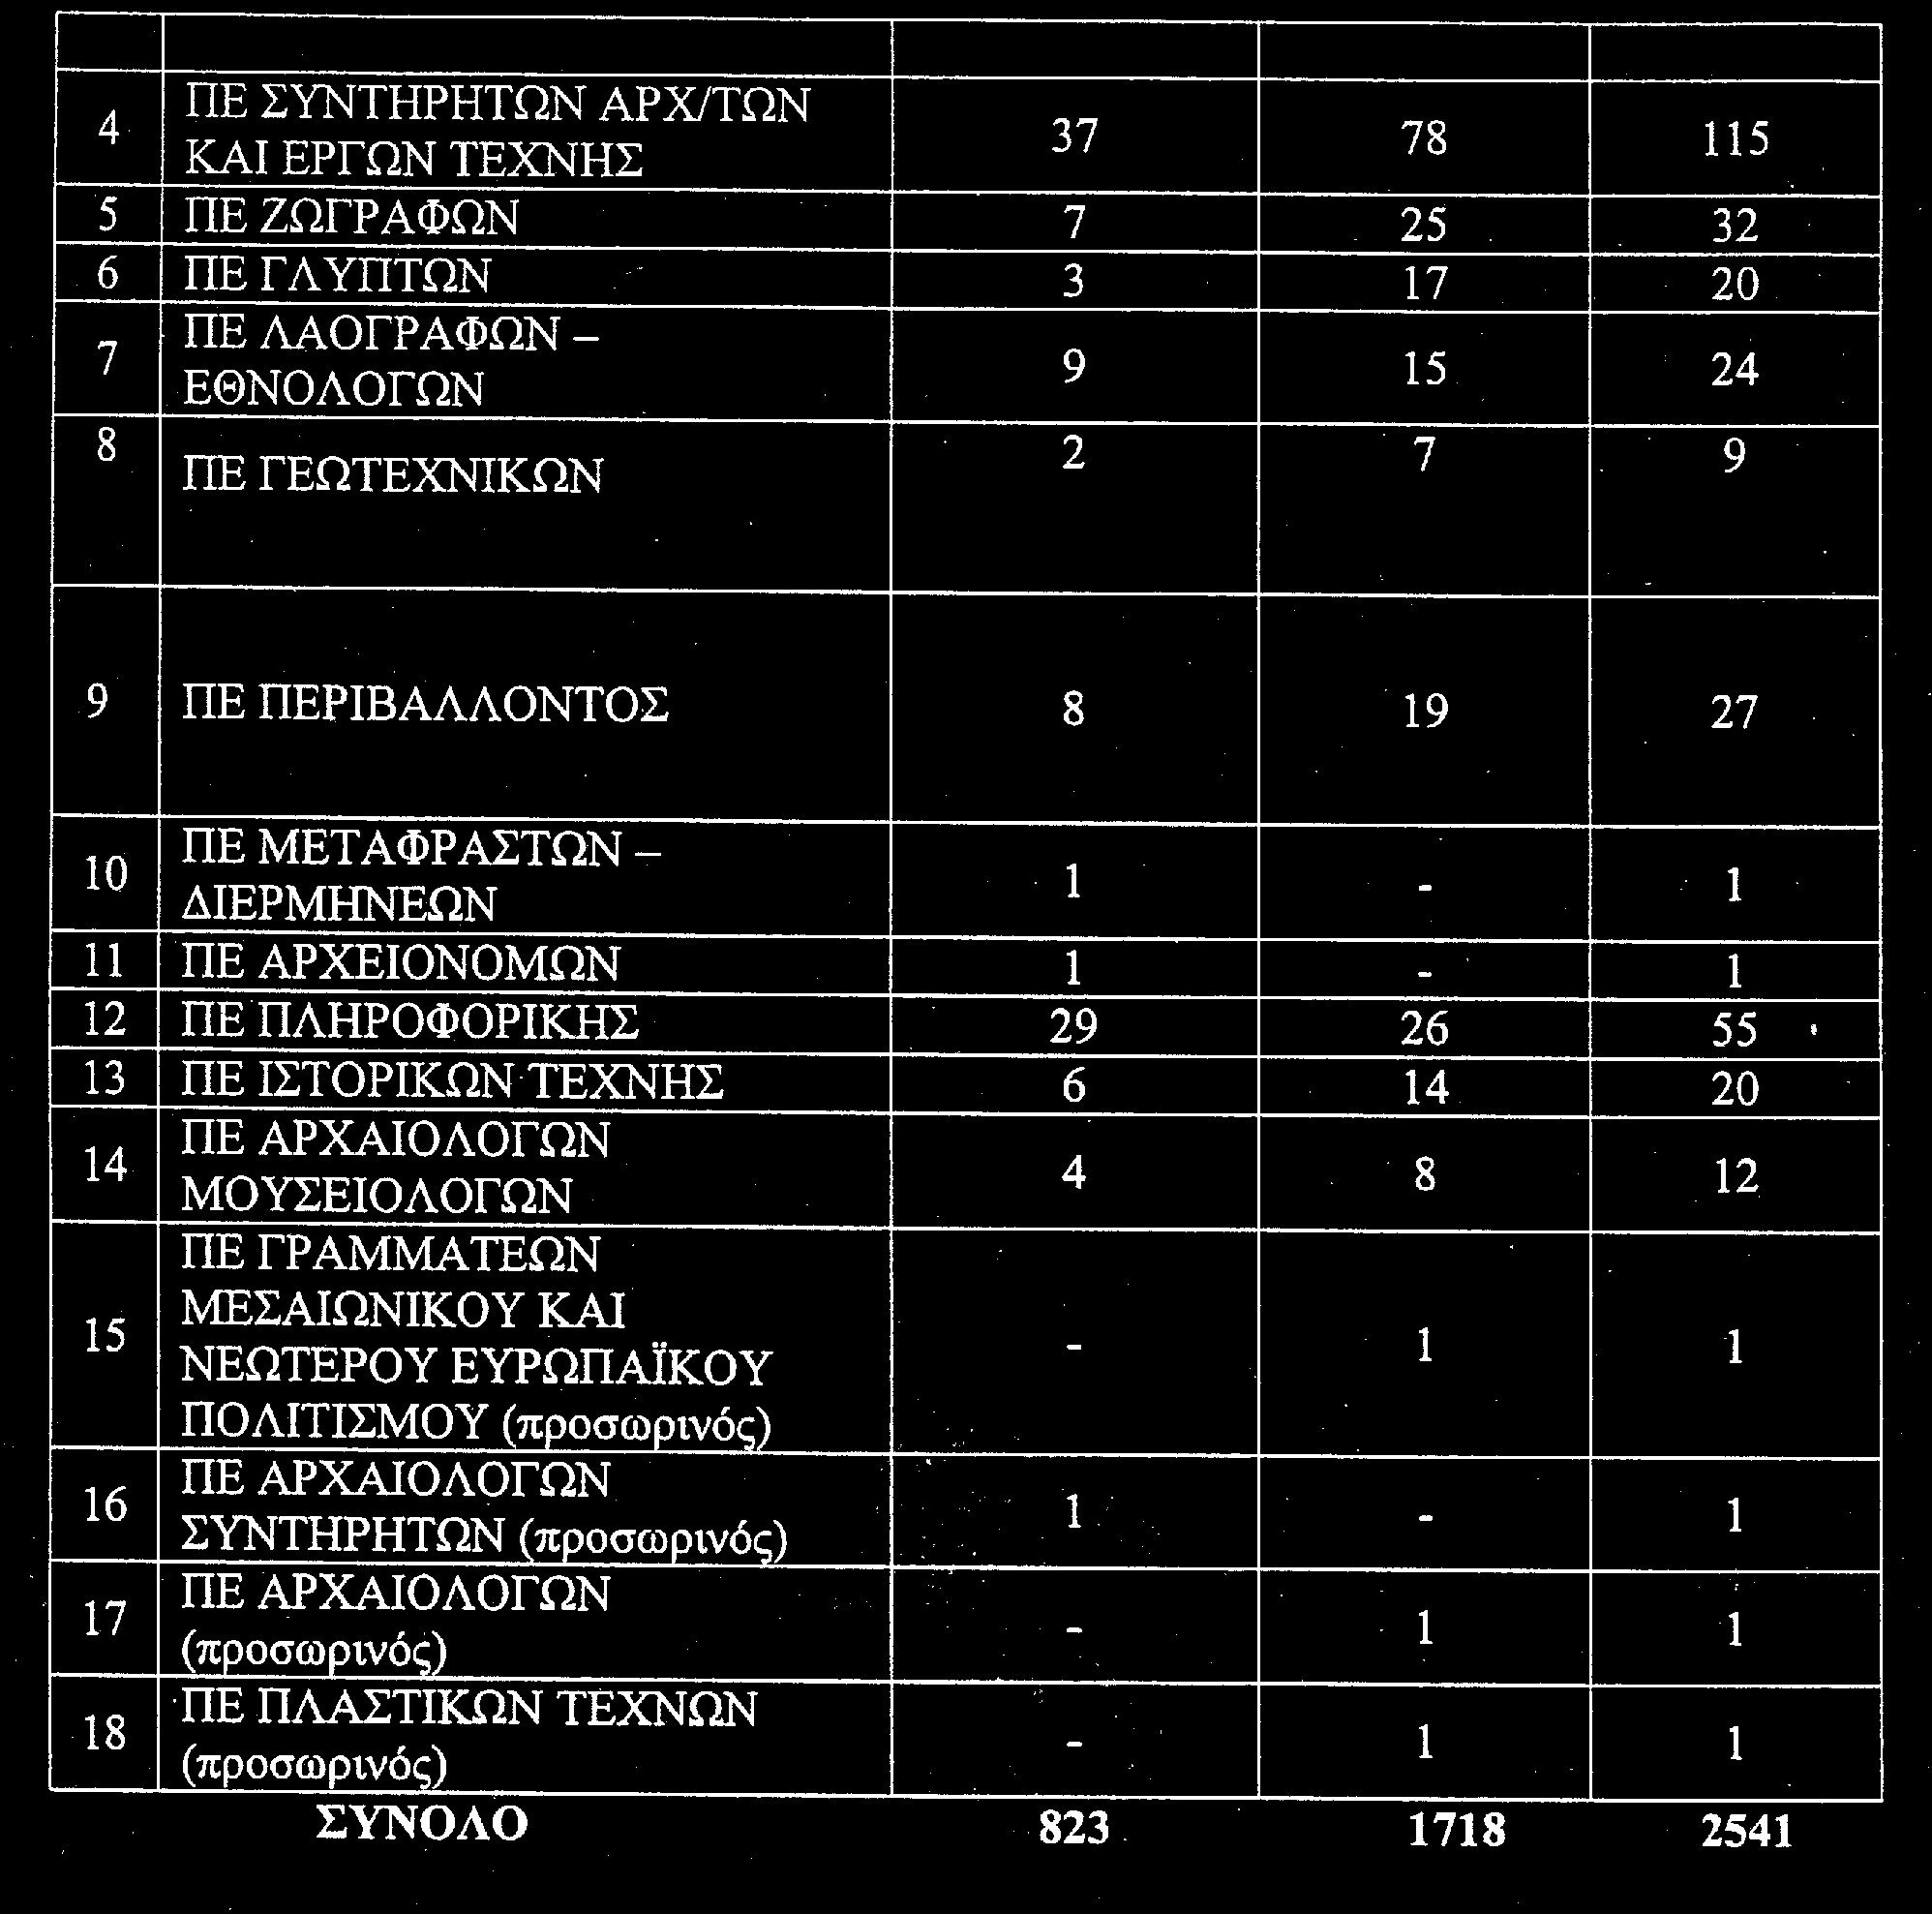 4 ΠΕ ΣΥΝΤΗΡΗΤΩΝ ΑΡΧ/ΤΩΝ
ΚΑΙ ΕΡΓΩΝ ΤΕΧΝΗΣ 37 78 115
5 ΠΕ ΖΩΓΡΑΦΩΝ 7 25 32
6 ΠΕ ΓΛΥΠΤΩΝ 3 17 20
7 ΠΕ ΛΑΟΓΡΑΦΩΝ –
ΕΘΝΟΛΟΓΩΝ 9 15 24
8 ΠΕ ΓΕΩΤΕΧΝΙΚΩΝ 2 7 9
9 ΠΕ ΠΕΡΙΒΑΛΛΟΝΤΟΣ 8 19 27
10 ΠΕ ΜΕΤΑΦΡΑΣΤΩΝ –
ΔΙΕΡΜΗΝΕΩΝ 1 - 1
11 ΠΕ ΑΡΧΕΙΟΝΟΜΩΝ 1 - 1
12 ΠΕ ΠΛΗΡΟΦΟΡΙΚΗΣ 29 26 55
13 ΠΕ ΙΣΤΟΡΙΚΩΝ ΤΕΧΝΗΣ 6 14 20
14 ΠΕ ΑΡΧΑΙΟΛΟΓΩΝ
ΜΟΥΣΕΙΟΛΟΓΩΝ 4 8 12
15 ΠΕ ΓΡΑΜΜΑΤΕΩΝ
ΜΕΣΑΙΩΝΙΚΟΥ ΚΑΙ
ΝΕΩΤΕΡΟΥ ΕΥΡΩΠΑΪΚΟΥ
ΠΟΛΙΤΙΣΜΟΥ (προσωρινός) - 1 1
16 ΠΕ ΑΡΧΑΙΟΛΟΓΩΝ
ΣΥΝΤΗΡΗΤΩΝ (προσωρινός) 1 - 1
17 ΠΕ ΑΡΧΑΙΟΛΟΓΩΝ
(προσωρινός) - 1 1
18 ΠΕ ΠΛΑΣΤΙΚΩΝ ΤΕΧΝΩΝ
(προσωρινός) - 1 1
ΣΥΝΟΛΟ 823 1718 2541